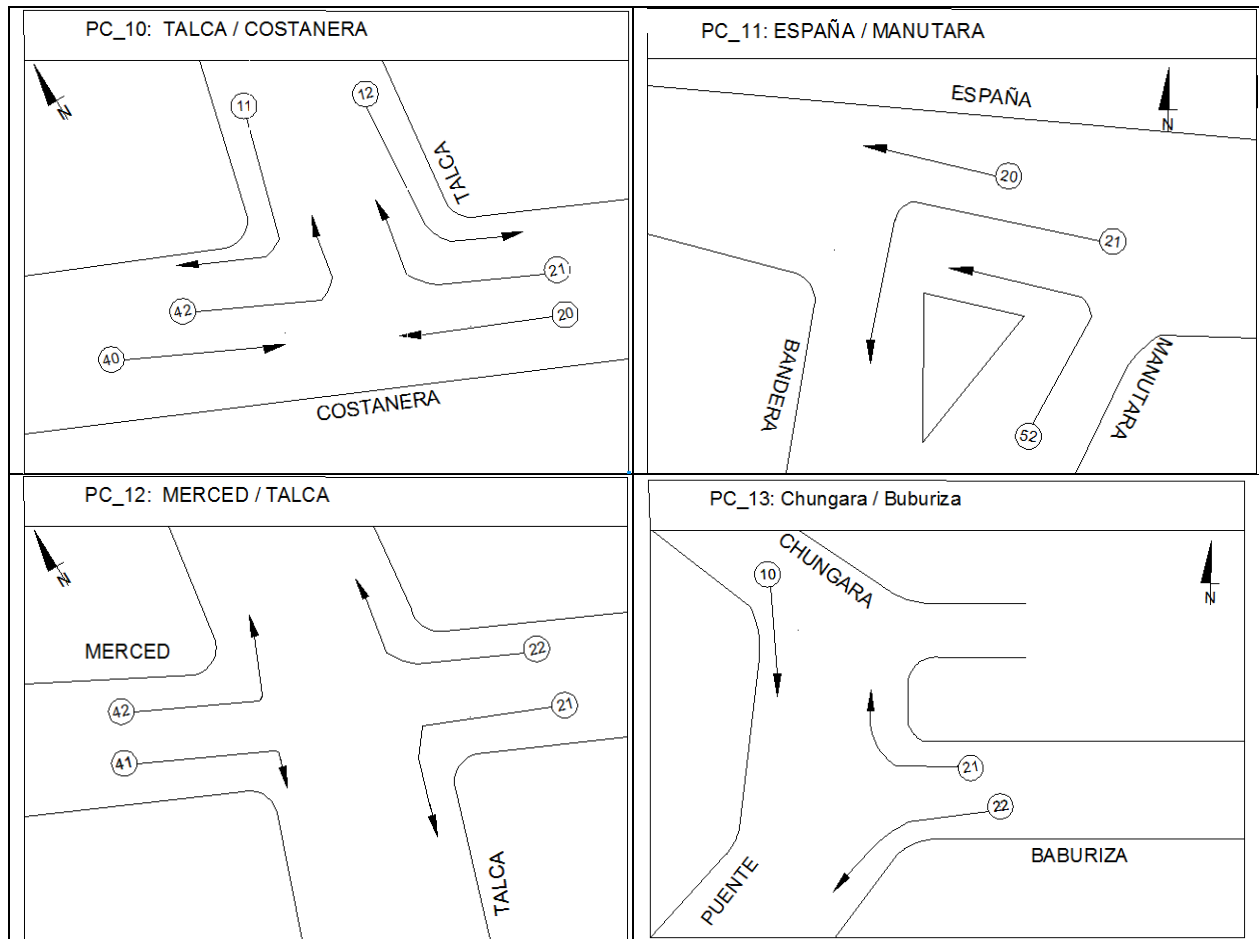 PC_10: TALCA / COSTANERA
N
11
12
TALCA
21
42
20
40
COSTANERA
PC_11: ESPAÑA / MANUTARA
ESPAÑA
N
20
21
BANDERA
MANUTARA
52
PC_12: MERCED / TALCA
N
MERCED
22
42
21
41
TALCA
PC_13: Chungara / Buburiza
CHUNGARA
10
N
21
22
BABURIZA
PUENTE